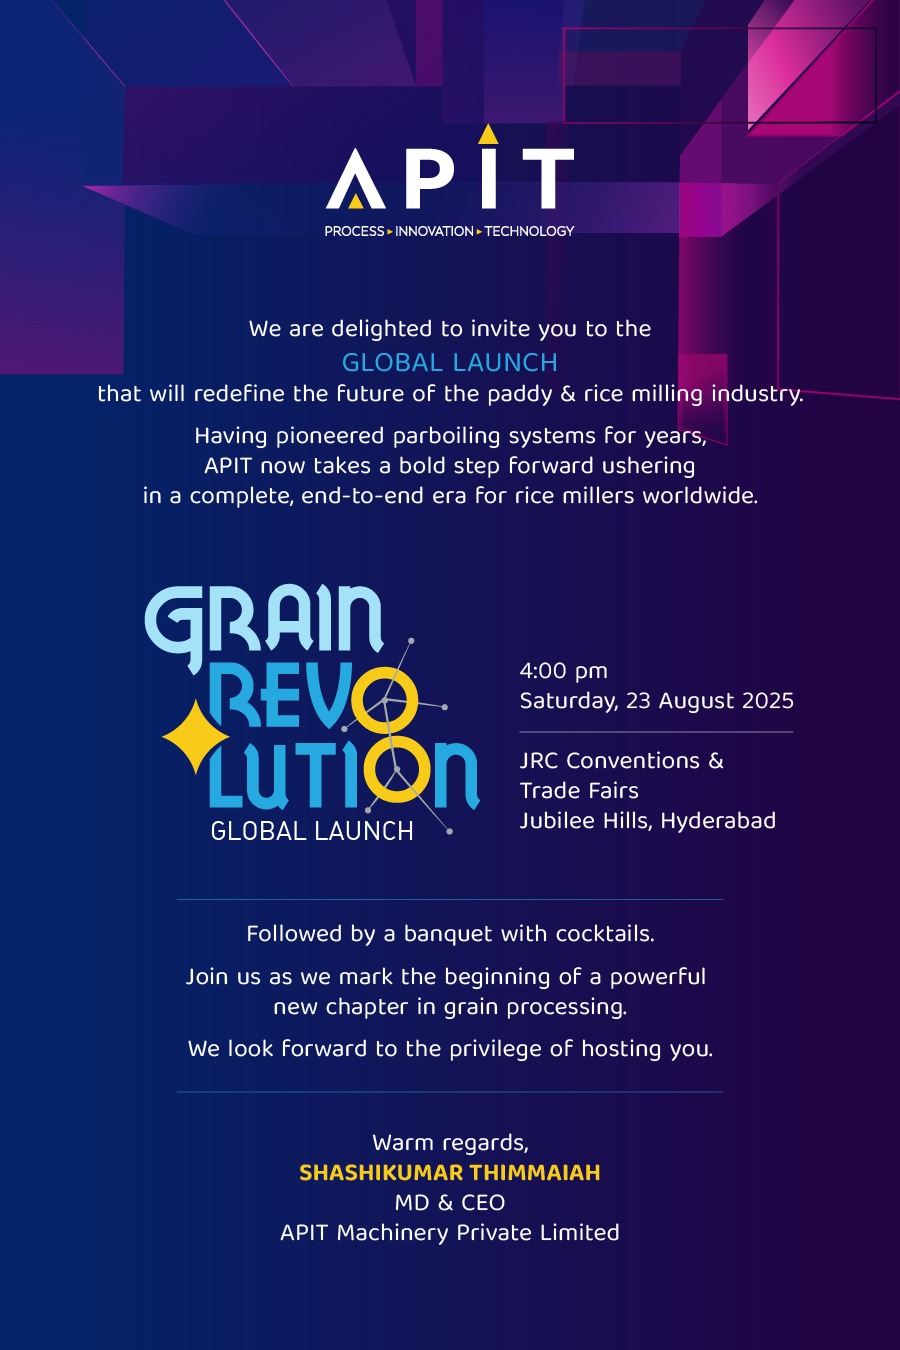 APIT
PROCESS ▸ INNOVATION ▸ TECHNOLOGY
We are delighted to invite you to the
GLOBAL LAUNCH
that will redefine the future of the paddy & rice milling industry.
Having pioneered parboiling systems for years,
APIT now takes a bold step forward ushering
in a complete, end-to-end era for rice millers worldwide.
GRAIN
REVO
LUTION
GLOBAL LAUNCH
4:00 pm
Saturday, 23 August 2025
JRC Conventions &
Trade Fairs
Jubilee Hills, Hyderabad
Followed by a banquet with cocktails.
Join us as we mark the beginning of a powerful
new chapter in grain processing.
We look forward to the privilege of hosting you.
Warm regards,
SHASHIKUMAR THIMMAIAH
MD & CEO
APIT Machinery Private Limited